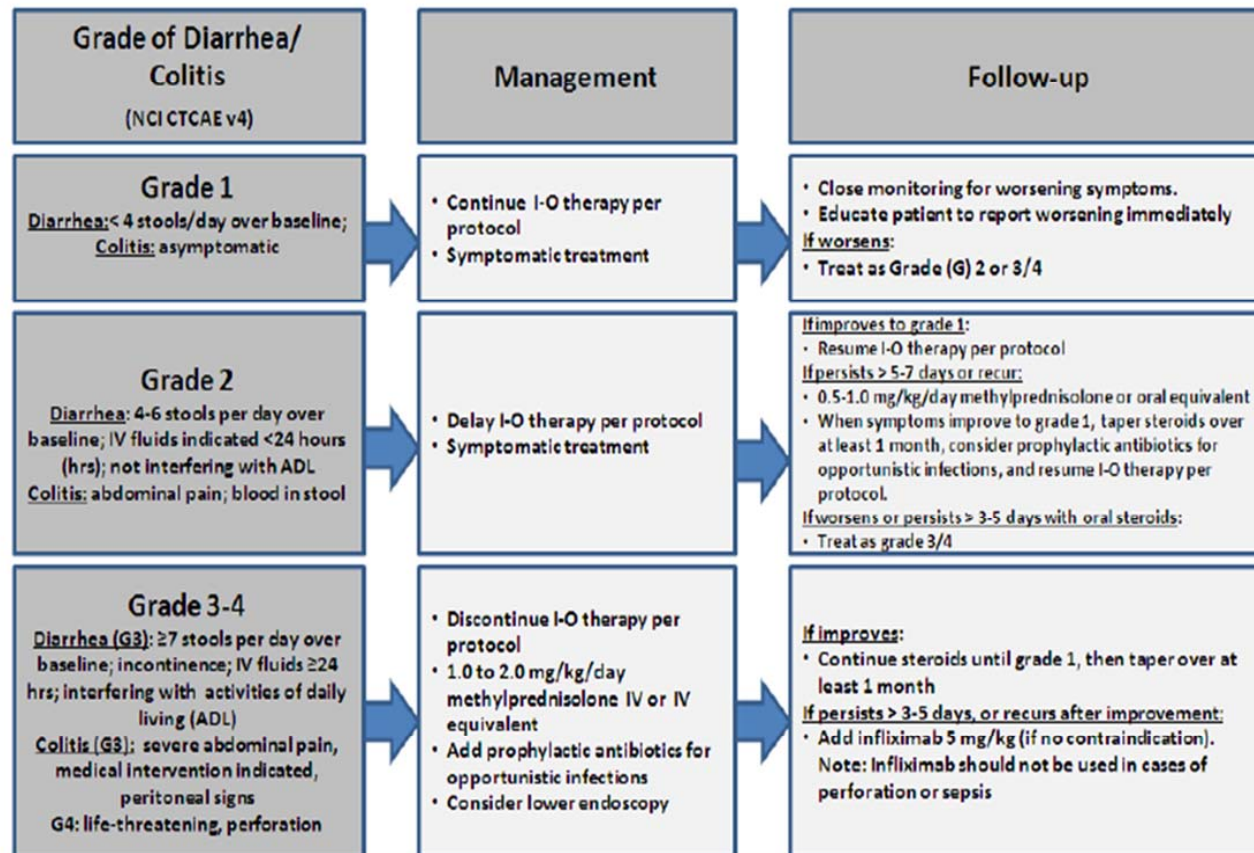 Grade of Diarrhea/
Colitis
(NCI CTCAE v4)
Management
Follow-up
Grade 1
Diarrhea:< 4 stools/day over baseline;
Colitis: asymptomatic
• Continue I-O therapy per
protocol
• Symptomatic treatment
• Close monitoring for worsening symptoms.
• Educate patient to report worsening immediately
If worsens:
• Treat as Grade (G) 2 or 3/4
Grade 2
Diarrhea: 4-6 stools per day over
baseline; IV fluids indicated <24 hours
(hrs); not interfering with ADL
Colitis: abdominal pain; blood in stool
• Delay I-O therapy per protocol
• Symptomatic treatment
If improves to grade 1:
• Resume I-O therapy per protocol
If persists > 5-7 days or recur:
• 0.5-1.0 mg/kg/day methylprednisolone or oral equivalent
• When symptoms improve to grade 1, taper steroids over
at least 1 month, consider prophylactic antibiotics for
opportunistic infections, and resume I-O therapy per
protocol.
If worsens or persists > 3-5 days with oral steroids:
• Treat as grade 3/4
Grade 3-4
Diarrhea (G3): ≥7 stools per day over
baseline; incontinence; IV fluids ≥24
hrs; interfering with activities of daily
living (ADL)
Colitis (G3): severe abdominal pain,
medical intervention indicated,
peritoneal signs
G4: life-threatening, perforation
• Discontinue I-O therapy per
protocol
• 1.0 to 2.0 mg/kg/day
methylprednisolone IV or IV
equivalent
• Add prophylactic antibiotics for
opportunistic infections
• Consider lower endoscopy
If improves:
• Continue steroids until grade 1, then taper over at
least 1 month
If persists > 3-5 days, or recurs after improvement:
• Add infliximab 5 mg/kg (if no contraindication).
Note: Infliximab should not be used in cases of
perforation or sepsis